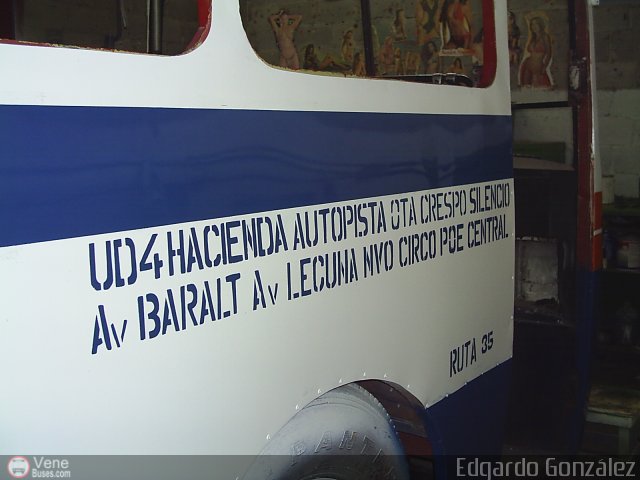 UD4 HACIENDA AUTOPISTA QTA CRESPO SILENCIO
Av BARALT Av LECUNA NVO CIRCO PQE CENTRAL
RUTA 35
Vene
Buses.com
Edgardo González